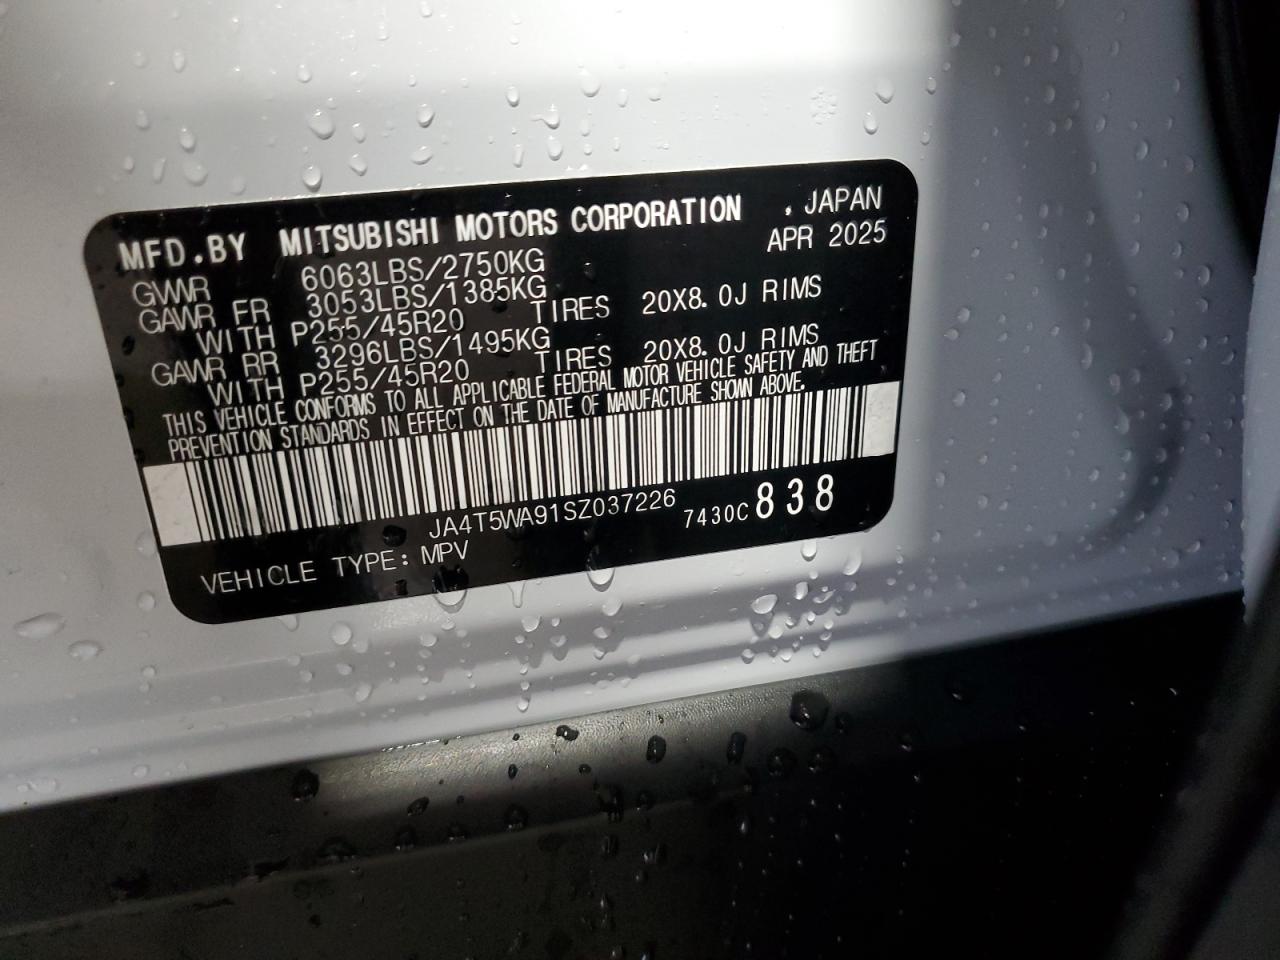 MFD.BY MITSUBISHI MOTORS CORPORATION , JAPAN
APR 2025
GVWR 6063LBS/2750KG
GAWR FR 3053LBS/1385KG
WITH P255/45R20 TIRES 20X8.0J RIMS
GAWR RR 3296LBS/1495KG
WITH P255/45R20 TIRES 20X8.0J RIMS
THIS VEHICLE CONFORMS TO ALL APPLICABLE FEDERAL MOTOR VEHICLE SAFETY AND THEFT
PREVENTION STANDARDS IN EFFECT ON THE DATE OF MANUFACTURE SHOWN ABOVE.
JA4T5WA91SZ037226 7430C 838
VEHICLE TYPE: MPV